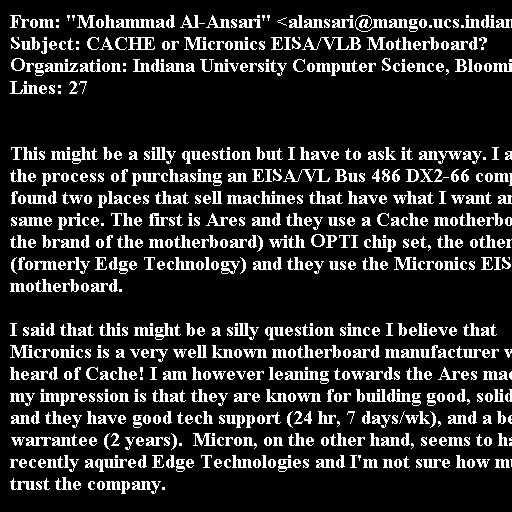 From: "Mohammad Al-Ansari" <alansari@mango.ucs.indian
Subject: CACHE or Micronics EISA/VLB Motherboard?
Organization: Indiana University Computer Science, Bloomi
Lines: 27
This might be a silly question but I have to ask it anyway. I a
the process of purchasing an EISA/VL Bus 486 DX2-66 comp
found two places that sell machines that have what I want an
same price. The first is Ares and they use a Cache motherbo
the brand of the motherboard) with OPTI chip set, the other
(formerly Edge Technology) and they use the Micronics EIS
motherboard.
I said that this might be a silly question since I believe that
Micronics is a very well known motherboard manufacturer w
heard of Cache! I am however leaning towards the Ares mac
my impression is that they are known for building good, solid
and they have good tech support (24 hr, 7 days/wk), and a be
warrantee (2 years).  Micron, on the other hand, seems to ha
recently aquired Edge Technologies and I'm not sure how mu
trust the company.